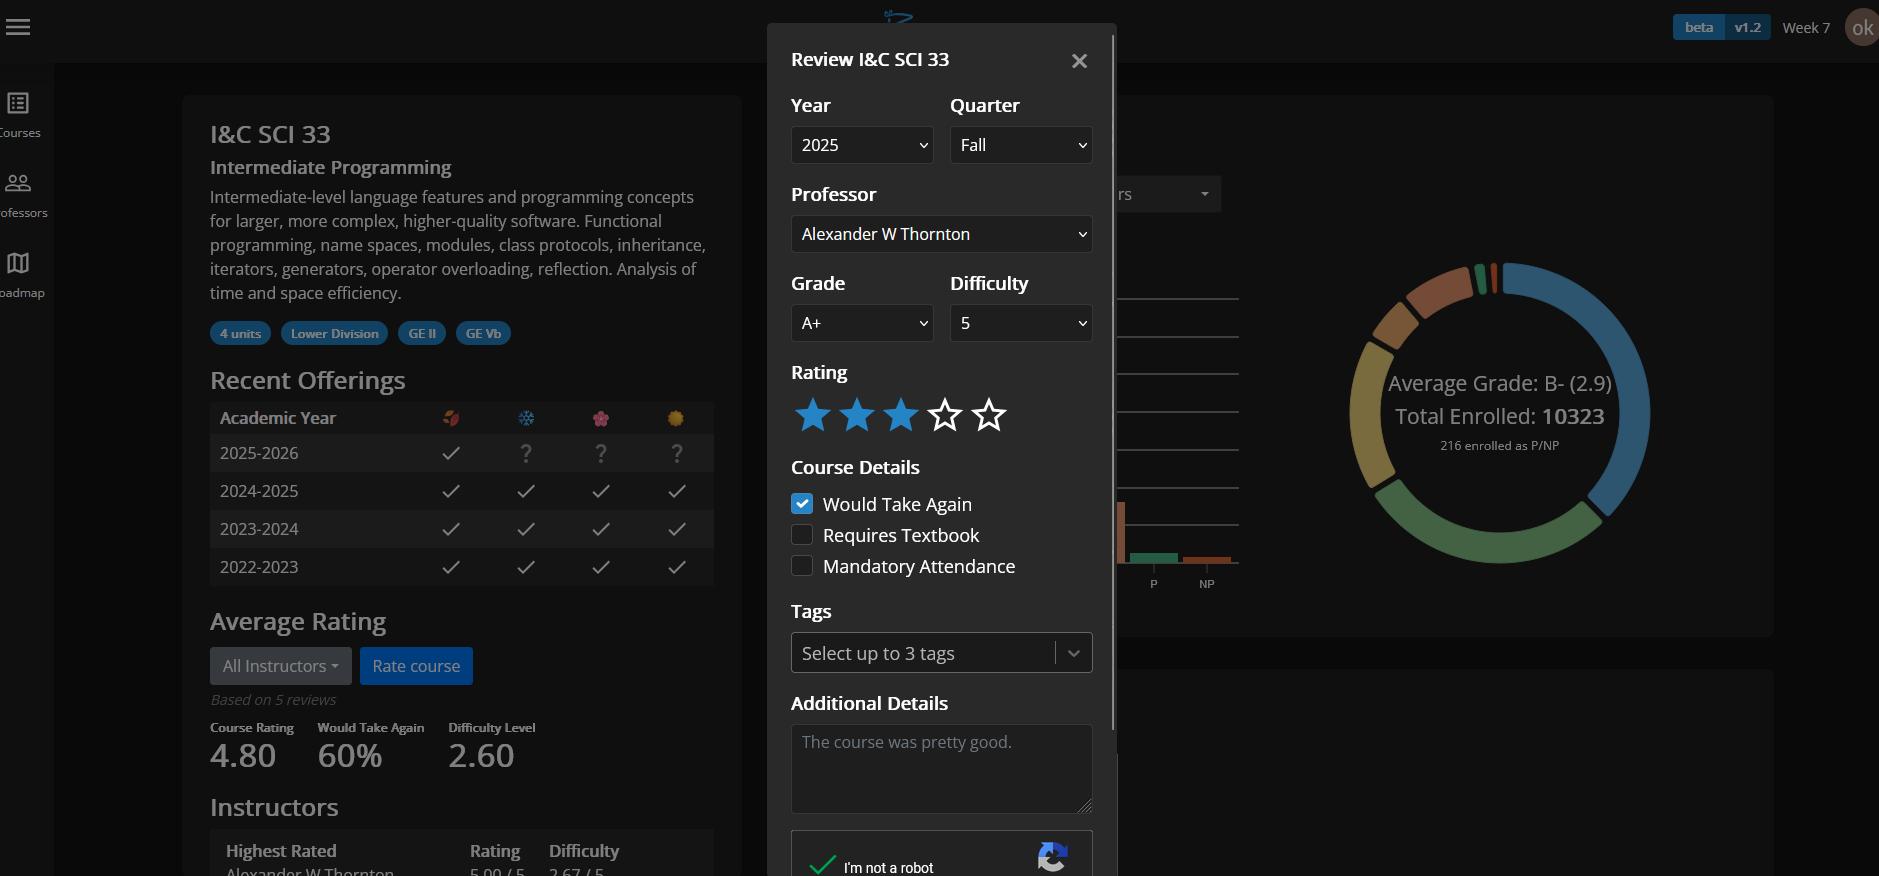 beta v1.2 Week 7 ok
Courses
Professors
Roadmap
I&C SCI 33
Intermediate Programming
Intermediate-level language features and programming concepts
for larger, more complex, higher-quality software. Functional
programming, name spaces, modules, class protocols, inheritance,
iterators, generators, operator overloading, reflection. Analysis of
time and space efficiency.
4 units Lower Division GE II GE Vb
Recent Offerings
Academic Year
2025-2026 ? ? ?
2024-2025
2023-2024
2022-2023
Average Rating
All Instructors Rate course
Based on 5 reviews
Course Rating Would Take Again Difficulty Level
4.80 60% 2.60
Instructors
Highest Rated Rating Difficulty
Alexander W Thornton 5.00 / 5 2.67 / 5
Review I&C SCI 33
Year Quarter
2025 Fall
Professor
Alexander W Thornton
Grade Difficulty
A+ 5
Rating
Course Details
Would Take Again
Requires Textbook
Mandatory Attendance
Tags
Select up to 3 tags
Additional Details
The course was pretty good.
I'm not a robot
rs
P NP
Average Grade: B- (2.9)
Total Enrolled: 10323
216 enrolled as P/NP